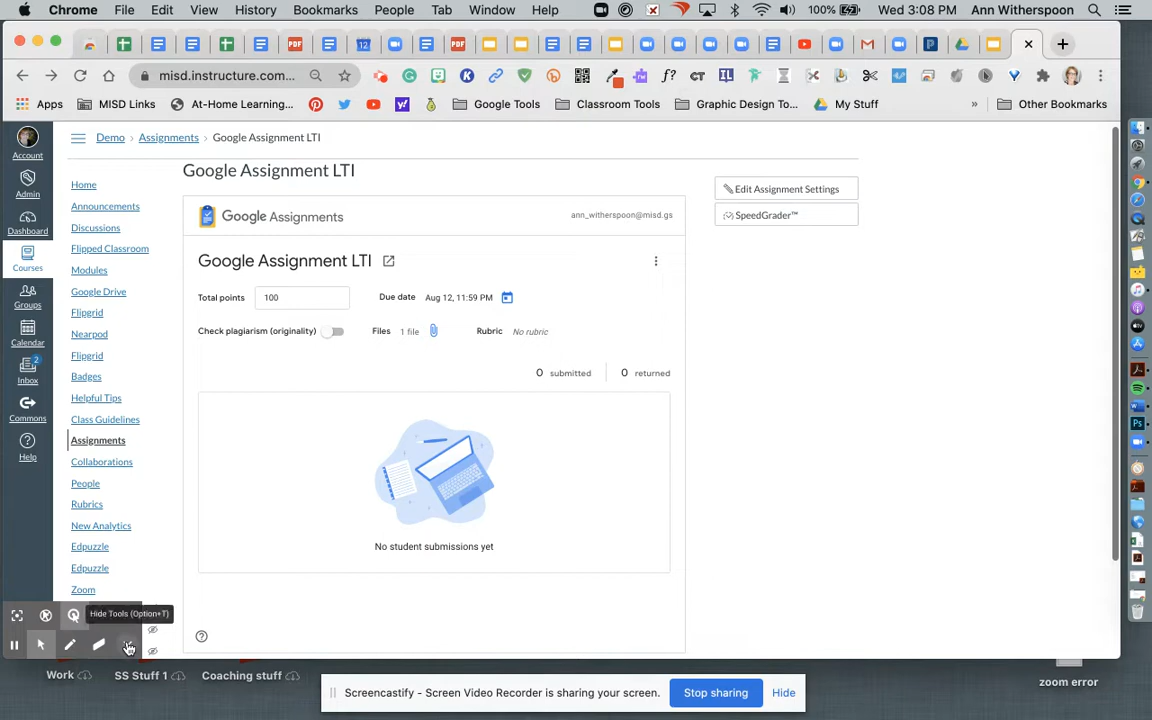 Chrome File Edit View History Bookmarks People Tab Window Help 100% Wed 3:08 PM Ann Witherspoon
PDF 12 PDF
misd.instructure.com...
Apps MISD Links At-Home Learning... Google Tools Classroom Tools Graphic Design To... My Stuff » Other Bookmarks
Account
Admin
Dashboard
Courses
Groups
Calendar
2
Inbox
Commons
Help
Demo › Assignments › Google Assignment LTI
Home
Announcements
Discussions
Flipped Classroom
Modules
Google Drive
Flipgrid
Nearpod
Flipgrid
Badges
Helpful Tips
Class Guidelines
Assignments
Collaborations
People
Rubrics
New Analytics
Edpuzzle
Edpuzzle
Zoom
Google Assignment LTI
Google Assignments ann_witherspoon@misd.gs
Google Assignment LTI
Total points 100 Due date Aug 12, 11:59 PM
Check plagiarism (originality) Files 1 file Rubric No rubric
0 submitted 0 returned
No student submissions yet
Edit Assignment Settings
SpeedGrader™
Hide Tools (Option+T)
Work SS Stuff 1 Coaching stuff zoom error
Screencastify - Screen Video Recorder is sharing your screen. Stop sharing Hide